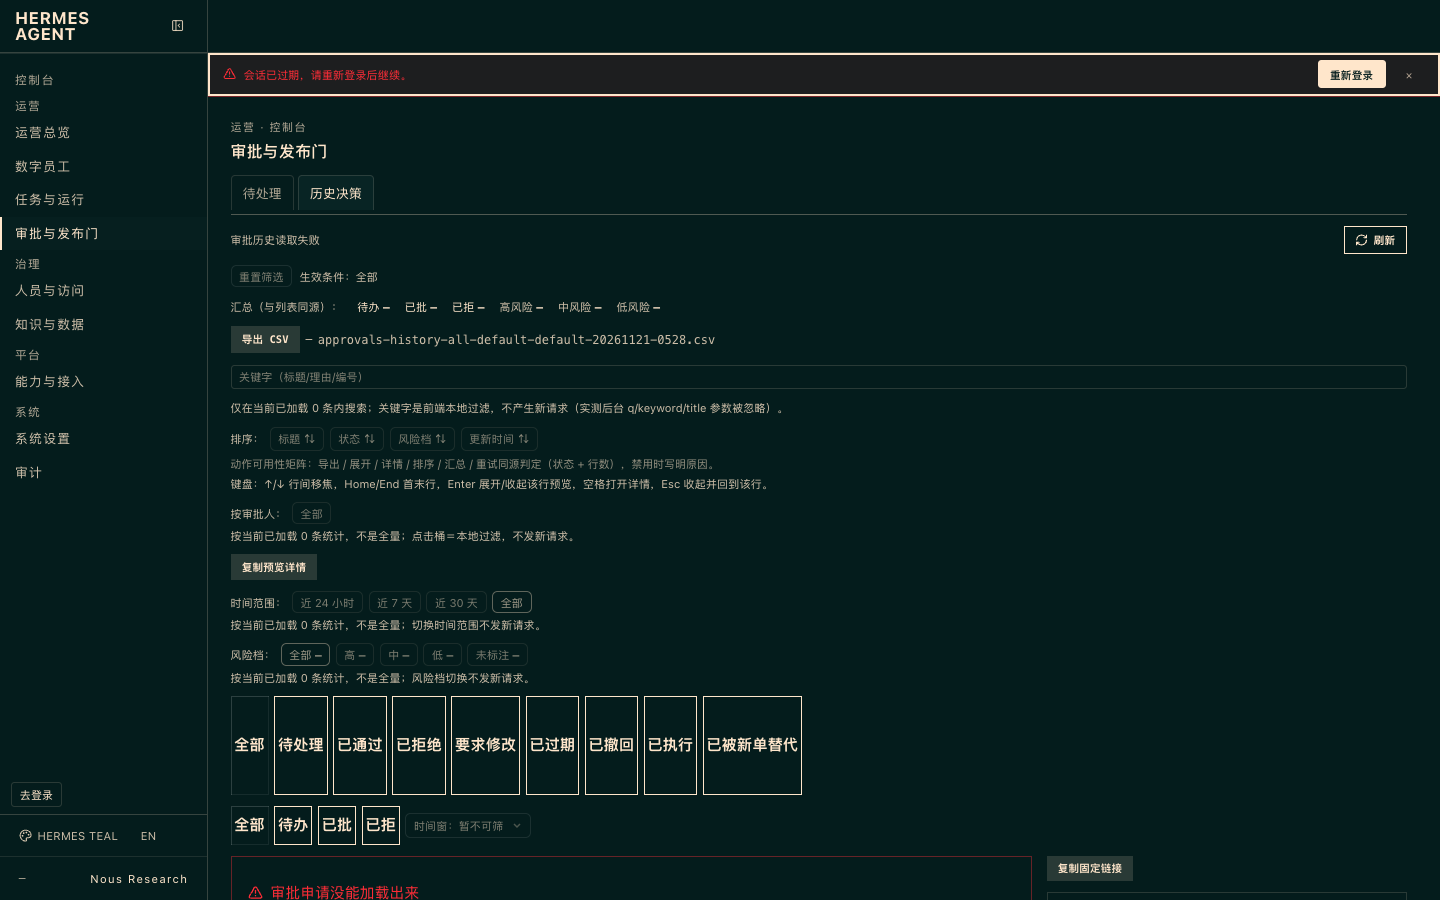 HERMES
AGENT
控制台
运营
运营总览
数字员工
任务与运行
审批与发布门
治理
人员与访问
知识与数据
平台
能力与接入
系统
系统设置
审计
去登录
HERMES TEAL EN
— Nous Research
会话已过期，请重新登录后继续。 重新登录 ×
运营 · 控制台
审批与发布门
待处理 历史决策
审批历史读取失败 刷新
重置筛选 生效条件：全部
汇总（与列表同源）： 待办 — 已批 — 已拒 — 高风险 — 中风险 — 低风险 —
导出 CSV — approvals-history-all-default-default-20261121-0528.csv
关键字（标题/理由/编号）
仅在当前已加载 0 条内搜索；关键字是前端本地过滤，不产生新请求（实测后台 q/keyword/title 参数被忽略）。
排序： 标题 ⇅ 状态 ⇅ 风险档 ⇅ 更新时间 ⇅
动作可用性矩阵：导出 / 展开 / 详情 / 排序 / 汇总 / 重试同源判定（状态 + 行数），禁用时写明原因。
键盘：↑/↓ 行间移焦，Home/End 首末行，Enter 展开/收起该行预览，空格打开详情，Esc 收起并回到该行。
按审批人： 全部
按当前已加载 0 条统计，不是全量；点击桶＝本地过滤，不发新请求。
复制预览详情
时间范围： 近 24 小时 近 7 天 近 30 天 全部
按当前已加载 0 条统计，不是全量；切换时间范围不发新请求。
风险档： 全部 — 高 — 中 — 低 — 未标注 —
按当前已加载 0 条统计，不是全量；风险档切换不发新请求。
全部 待处理 已通过 已拒绝 要求修改 已过期 已撤回 已执行 已被新单替代
全部 待办 已批 已拒 时间窗：暂不可筛
审批申请没能加载出来
复制固定链接